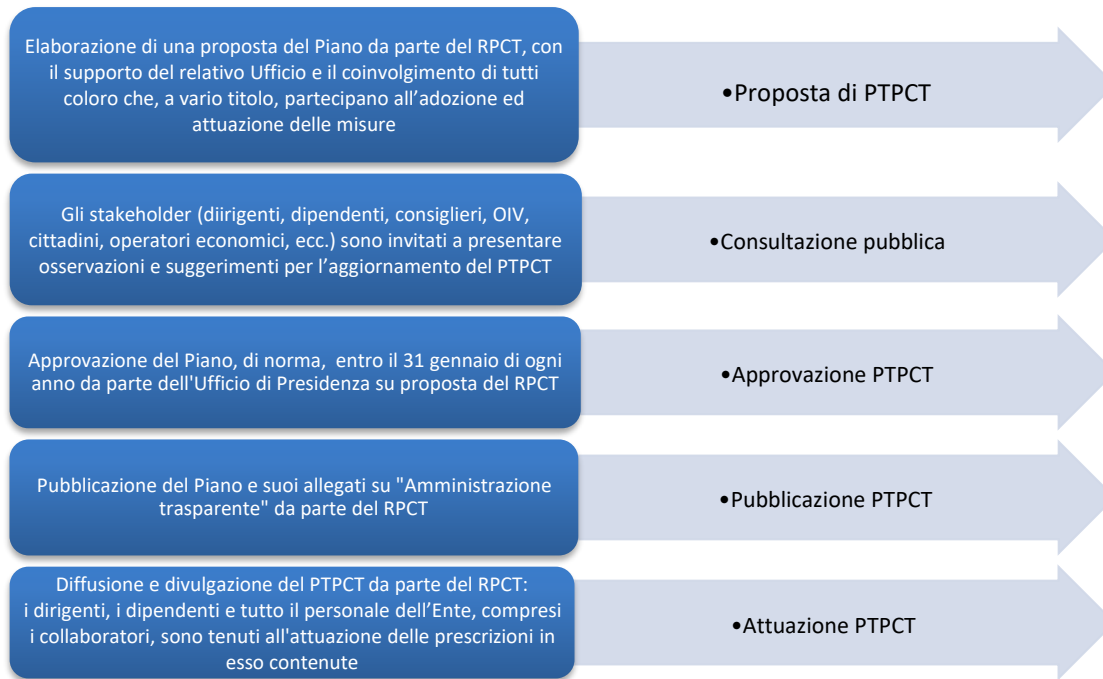 Elaborazione di una proposta del Piano da parte del RPCT, con
il supporto del relativo Ufficio e il coinvolgimento di tutti
coloro che, a vario titolo, partecipano all’adozione ed
attuazione delle misure
•Proposta di PTPCT
Gli stakeholder (diirigenti, dipendenti, consiglieri, OIV,
cittadini, operatori economici, ecc.) sono invitati a presentare
osservazioni e suggerimenti per l’aggiornamento del PTPCT
•Consultazione pubblica
Approvazione del Piano, di norma, entro il 31 gennaio di ogni
anno da parte dell'Ufficio di Presidenza su proposta del RPCT
•Approvazione PTPCT
Pubblicazione del Piano e suoi allegati su "Amministrazione
trasparente" da parte del RPCT
•Pubblicazione PTPCT
Diffusione e divulgazione del PTPCT da parte del RPCT:
i dirigenti, i dipendenti e tutto il personale dell’Ente, compresi
i collaboratori, sono tenuti all'attuazione delle prescrizioni in
esso contenute
•Attuazione PTPCT